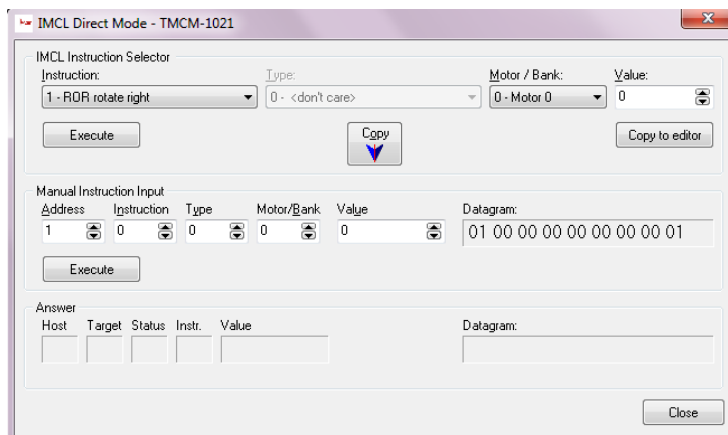 IMCL Direct Mode - TMCM-1021
IMCL Instruction Selector
Instruction: Type: Motor / Bank: Value:
1 - ROR rotate right 0 - <don't care> 0 - Motor 0 0
Execute Copy Copy to editor
Manual Instruction Input
Address Instruction Type Motor/Bank Value Datagram:
1 0 0 0 0 01 00 00 00 00 00 00 00 01
Execute
Answer
Host Target Status Instr. Value Datagram:
Close